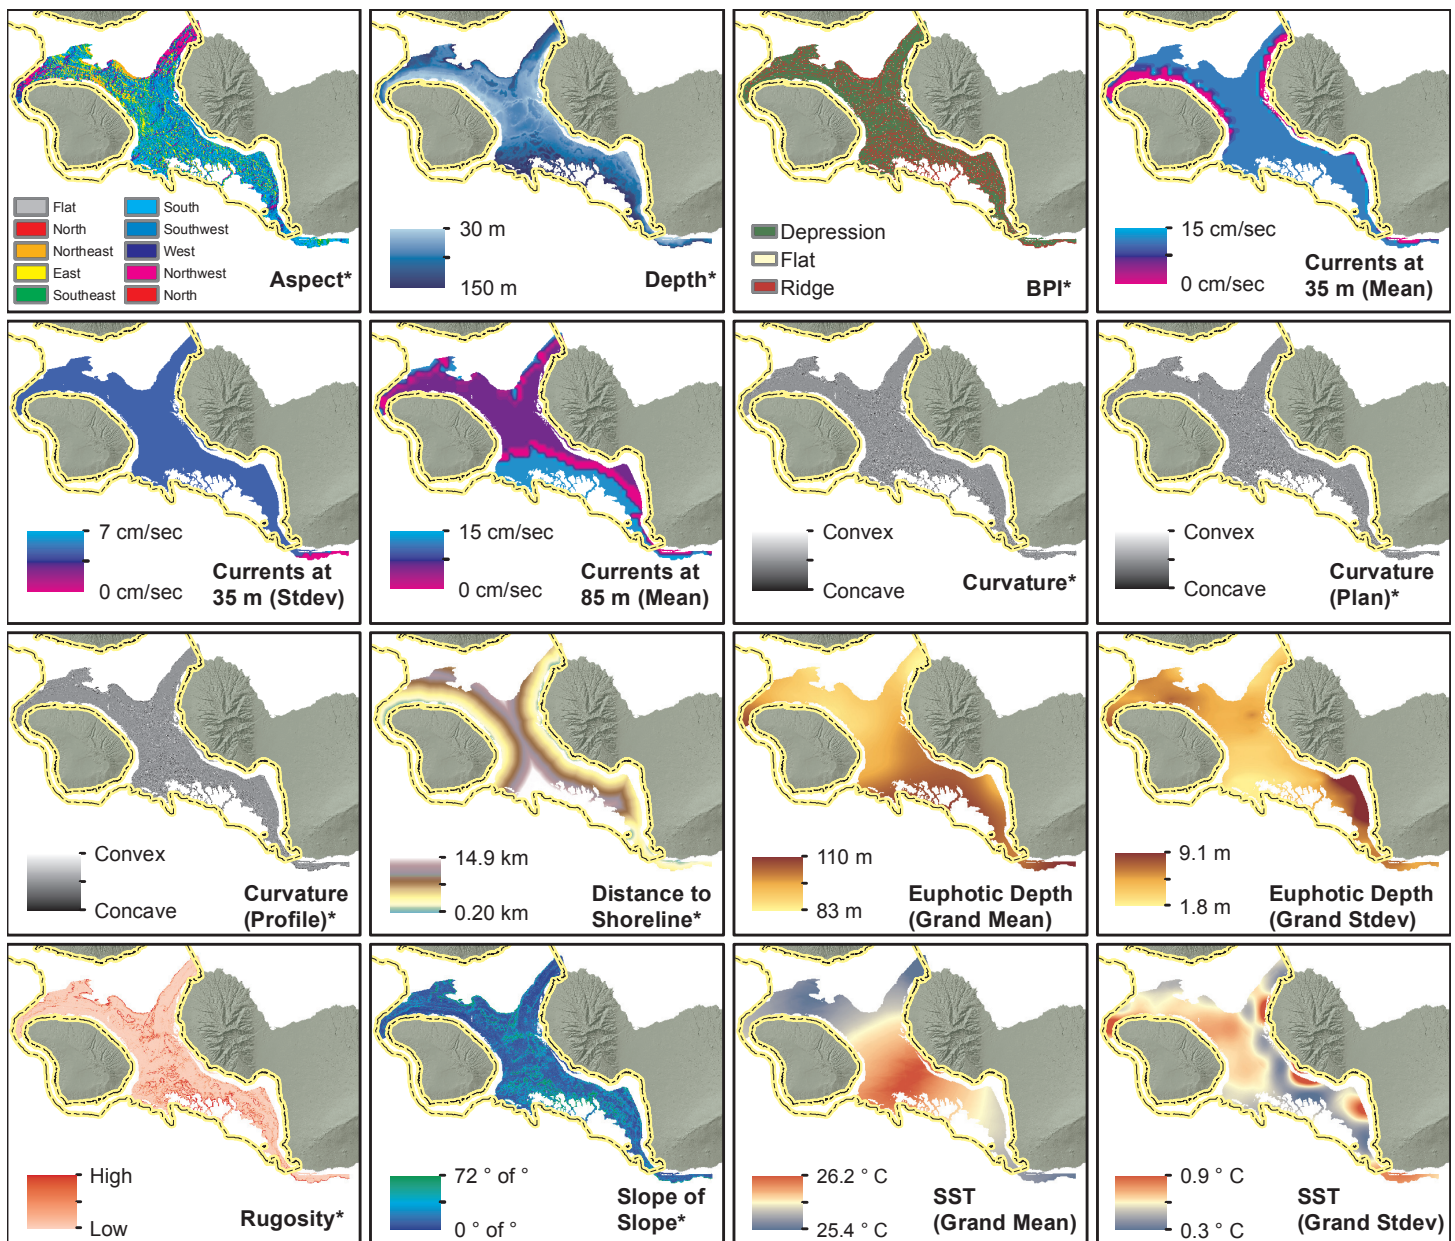 Flat
North
Northeast
East
Southeast
South
Southwest
West
Northwest
North
Aspect*
30 m
150 m
Depth*
Depression
Flat
Ridge
BPI*
15 cm/sec
0 cm/sec
Currents at
35 m (Mean)
7 cm/sec
0 cm/sec
Currents at
35 m (Stdev)
15 cm/sec
0 cm/sec
Currents at
85 m (Mean)
Convex
Concave
Curvature*
Convex
Concave
Curvature
(Plan)*
Convex
Concave
Curvature
(Profile)*
14.9 km
0.20 km
Distance to
Shoreline*
110 m
83 m
Euphotic Depth
(Grand Mean)
9.1 m
1.8 m
Euphotic Depth
(Grand Stdev)
High
Low
Rugosity*
72 ° of °
0 ° of °
Slope of
Slope*
26.2 ° C
25.4 ° C
SST
(Grand Mean)
0.9 ° C
0.3 ° C
SST
(Grand Stdev)